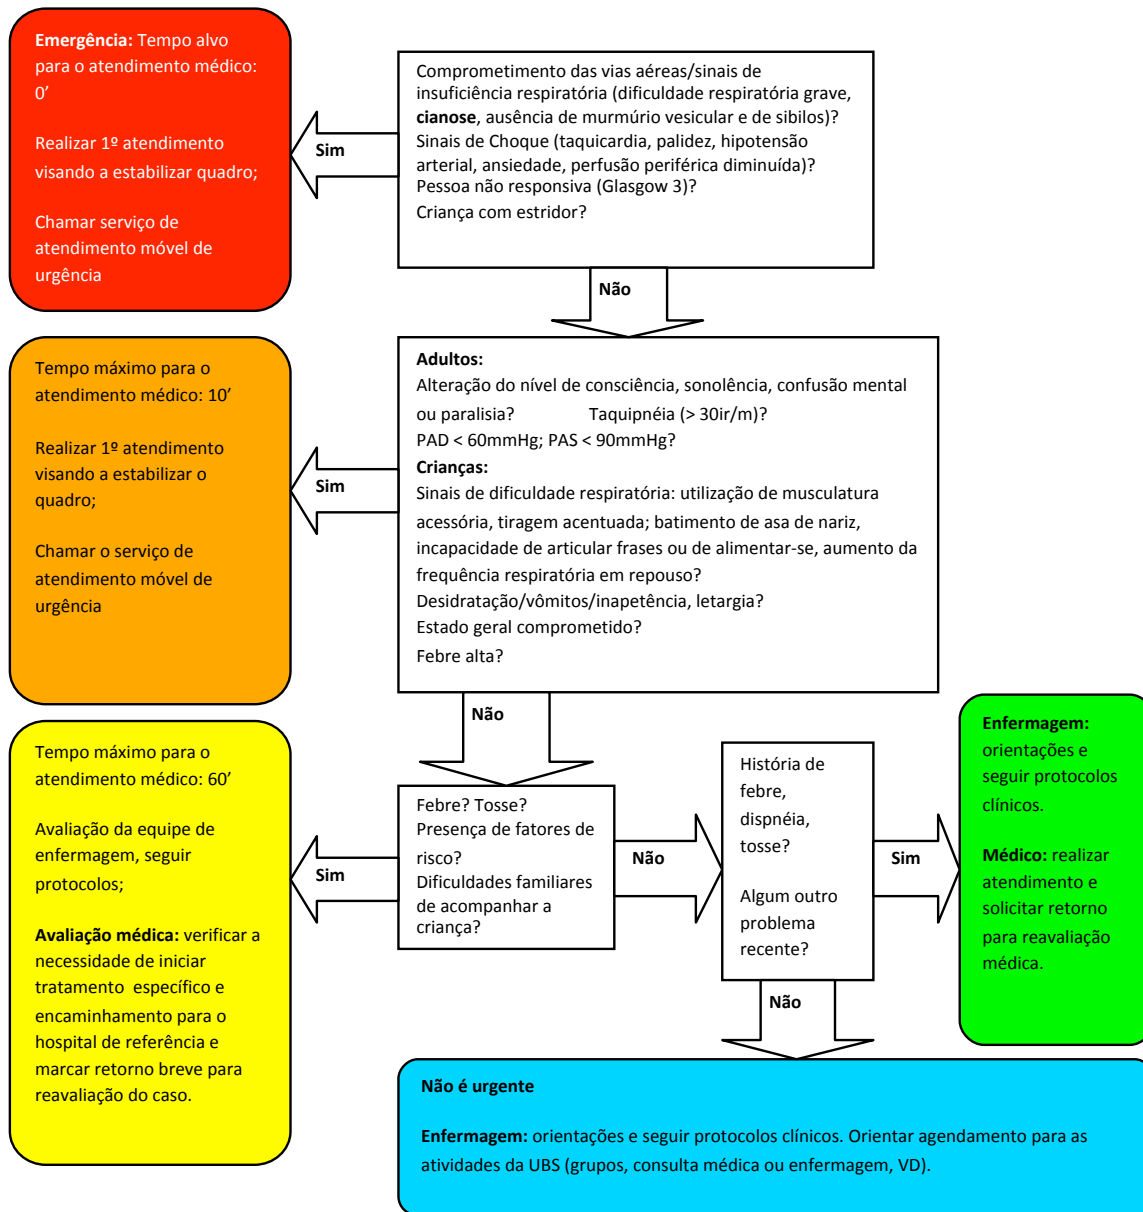 Emergência: Tempo alvo
para o atendimento médico:
0’
Realizar 1º atendimento
visando a estabilizar quadro;
Chamar serviço de
atendimento móvel de
urgência
Sim
Comprometimento das vias aéreas/sinais de
insuficiência respiratória (dificuldade respiratória grave,
cianose, ausência de murmúrio vesicular e de sibilos)?
Sinais de Choque (taquicardia, palidez, hipotensão
arterial, ansiedade, perfusão periférica diminuída)?
Pessoa não responsiva (Glasgow 3)?
Criança com estridor?
Não
Tempo máximo para o
atendimento médico: 10’
Realizar 1º atendimento
visando a estabilizar o
quadro;
Chamar o serviço de
atendimento móvel de
urgência
Sim
Adultos:
Alteração do nível de consciência, sonolência, confusão mental
ou paralisia? Taquipnéia (> 30ir/m)?
PAD < 60mmHg; PAS < 90mmHg?
Crianças:
Sinais de dificuldade respiratória: utilização de musculatura
acessória, tiragem acentuada; batimento de asa de nariz,
incapacidade de articular frases ou de alimentar-se, aumento da
frequência respiratória em repouso?
Desidratação/vômitos/inapetência, letargia?
Estado geral comprometido?
Febre alta?
Não
Tempo máximo para o
atendimento médico: 60’
Avaliação da equipe de
enfermagem, seguir
protocolos;
Avaliação médica: verificar a
necessidade de iniciar
tratamento específico e
encaminhamento para o
hospital de referência e
marcar retorno breve para
reavaliação do caso.
Sim
Febre? Tosse?
Presença de fatores de
risco?
Dificuldades familiares
de acompanhar a
criança?
Não
História de
febre,
dispnéia,
tosse?
Algum outro
problema
recente?
Sim
Enfermagem:
orientações e
seguir protocolos
clínicos.
Médico: realizar
atendimento e
solicitar retorno
para reavaliação
médica.
Não
Não é urgente
Enfermagem: orientações e seguir protocolos clínicos. Orientar agendamento para as
atividades da UBS (grupos, consulta médica ou enfermagem, VD).